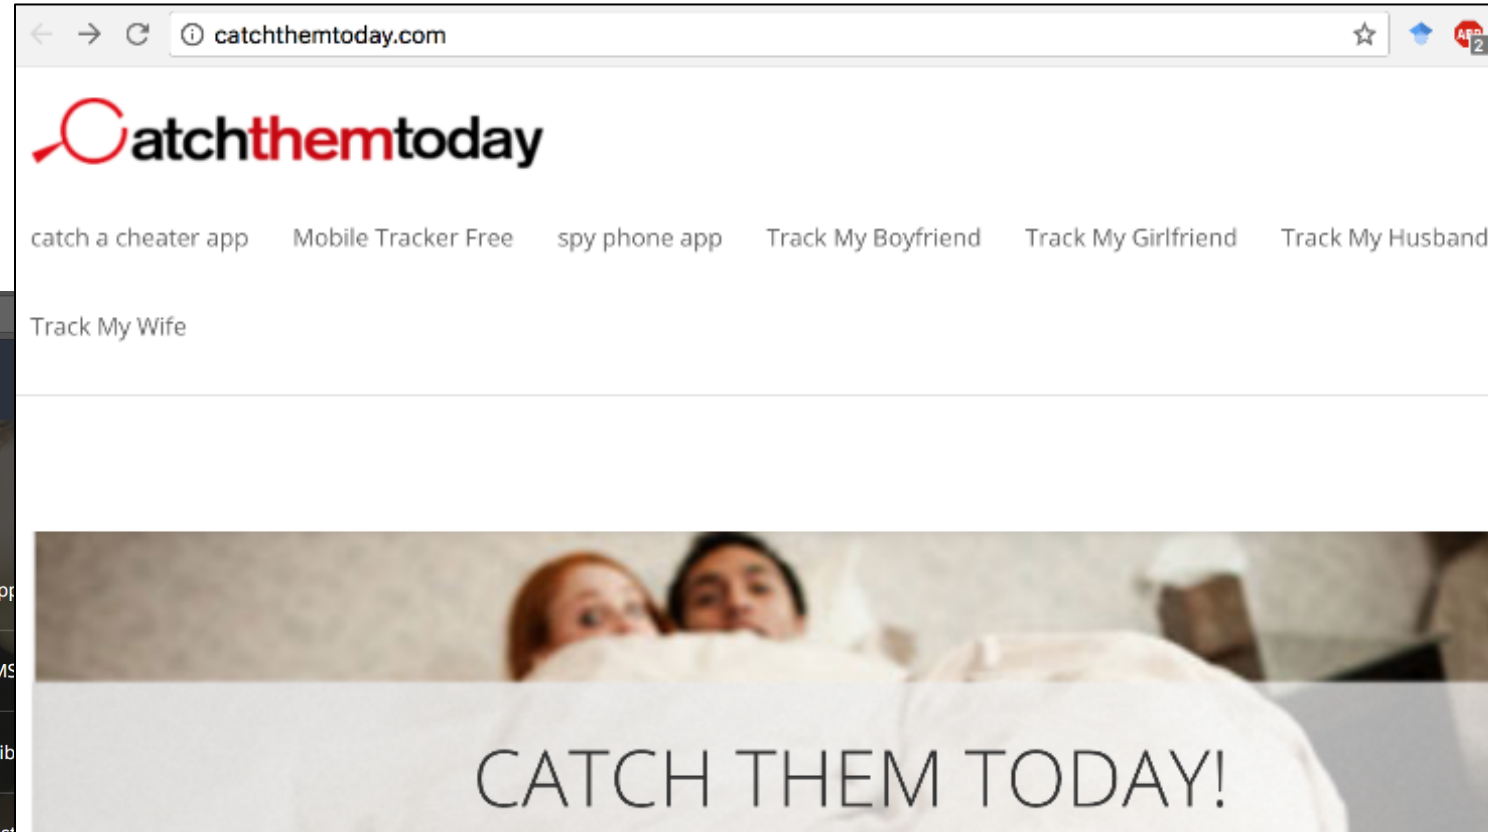 catchthemtoday.com
2
Catchthemtoday
catch a cheater app Mobile Tracker Free spy phone app Track My Boyfriend Track My Girlfriend Track My Husband
Track My Wife
CATCH THEM TODAY!